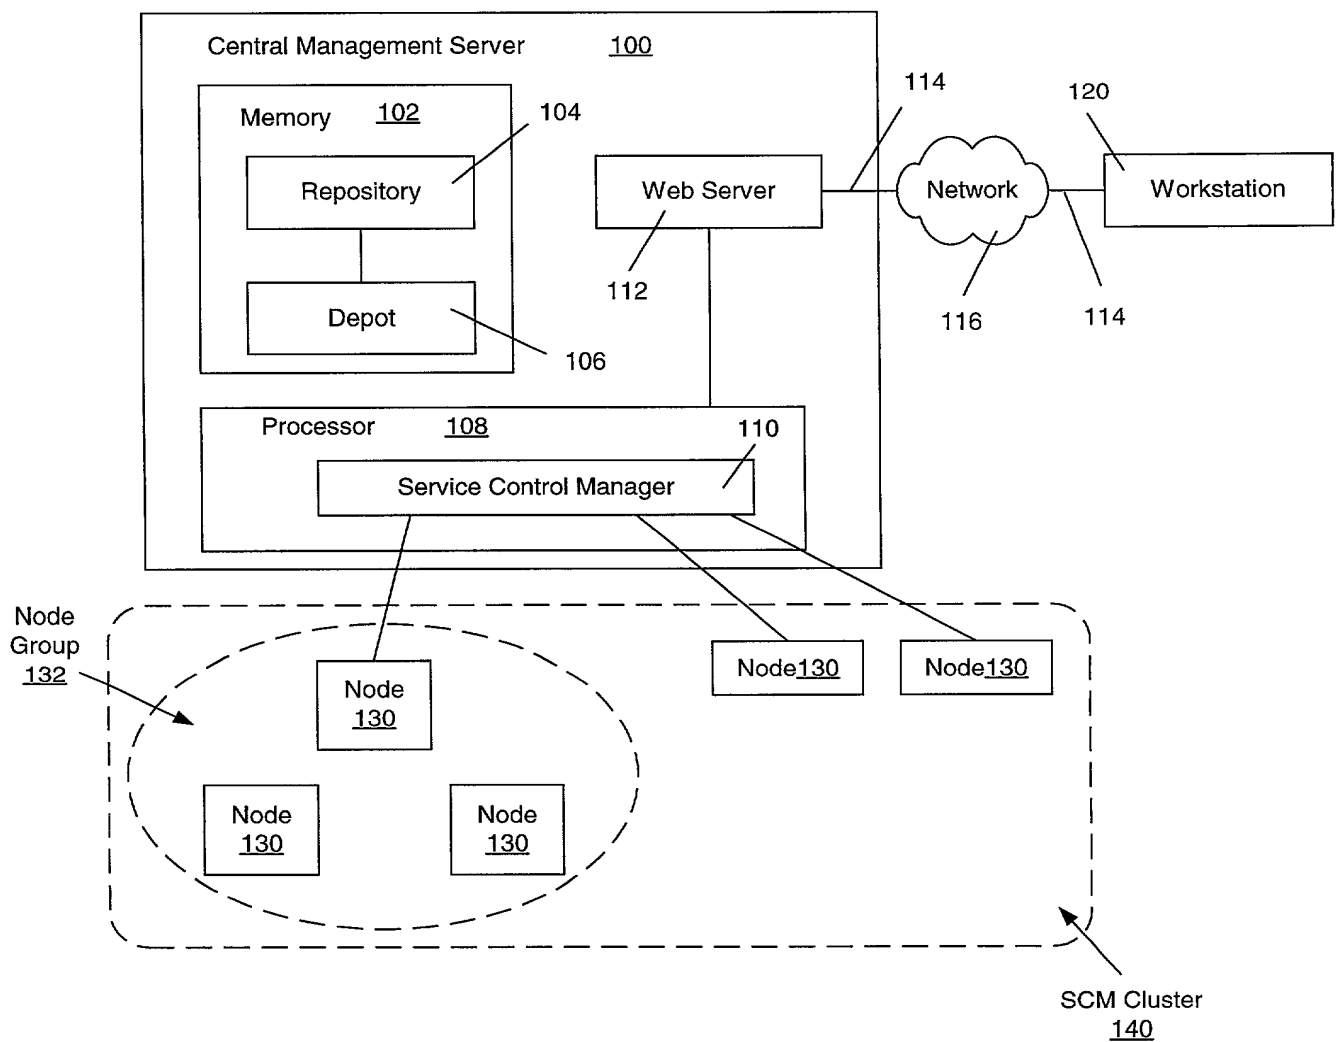 Central Management Server 100
Memory 102
104
Repository
Depot
106
Web Server
112
114
Network
116
120
Workstation
114
Processor 108
110
Service Control Manager
Node
Group
132
Node
130
Node
130
Node
130
Node130
Node130
SCM Cluster
140